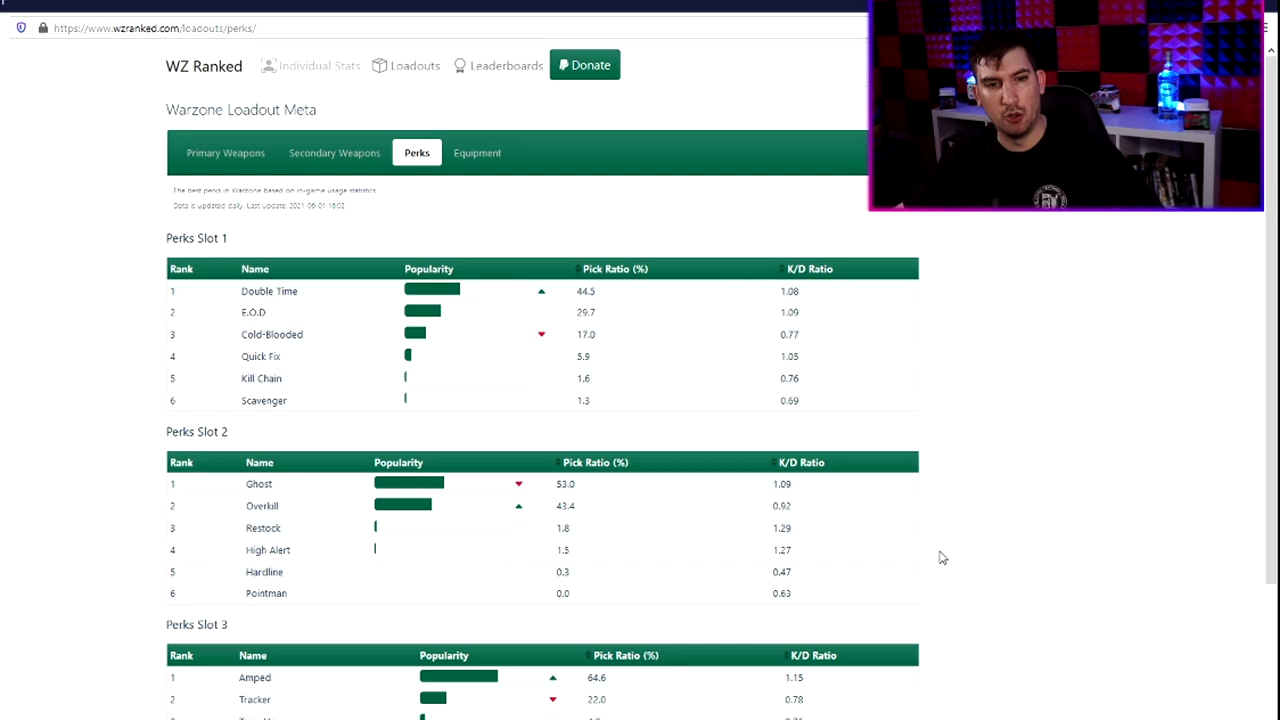 https://www.wzranked.com/loadouts/perks/
WZ Ranked Individual Stats Loadouts Leaderboards Donate
Warzone Loadout Meta
Primary Weapons Secondary Weapons Perks Equipment
The best perks in Warzone based on in-game usage statistics
Data is updated daily. Last update: 2021-06-01 16:02
Perks Slot 1
Rank Name Popularity Pick Ratio (%) K/D Ratio
1 Double Time 44.5 1.08
2 E.O.D 29.7 1.09
3 Cold-Blooded 17.0 0.77
4 Quick Fix 5.9 1.05
5 Kill Chain 1.6 0.76
6 Scavenger 1.3 0.69
Perks Slot 2
Rank Name Popularity Pick Ratio (%) K/D Ratio
1 Ghost 53.0 1.09
2 Overkill 43.4 0.92
3 Restock 1.8 1.29
4 High Alert 1.5 1.27
5 Hardline 0.3 0.47
6 Pointman 0.0 0.63
Perks Slot 3
Rank Name Popularity Pick Ratio (%) K/D Ratio
1 Amped 64.6 1.15
2 Tracker 22.0 0.78